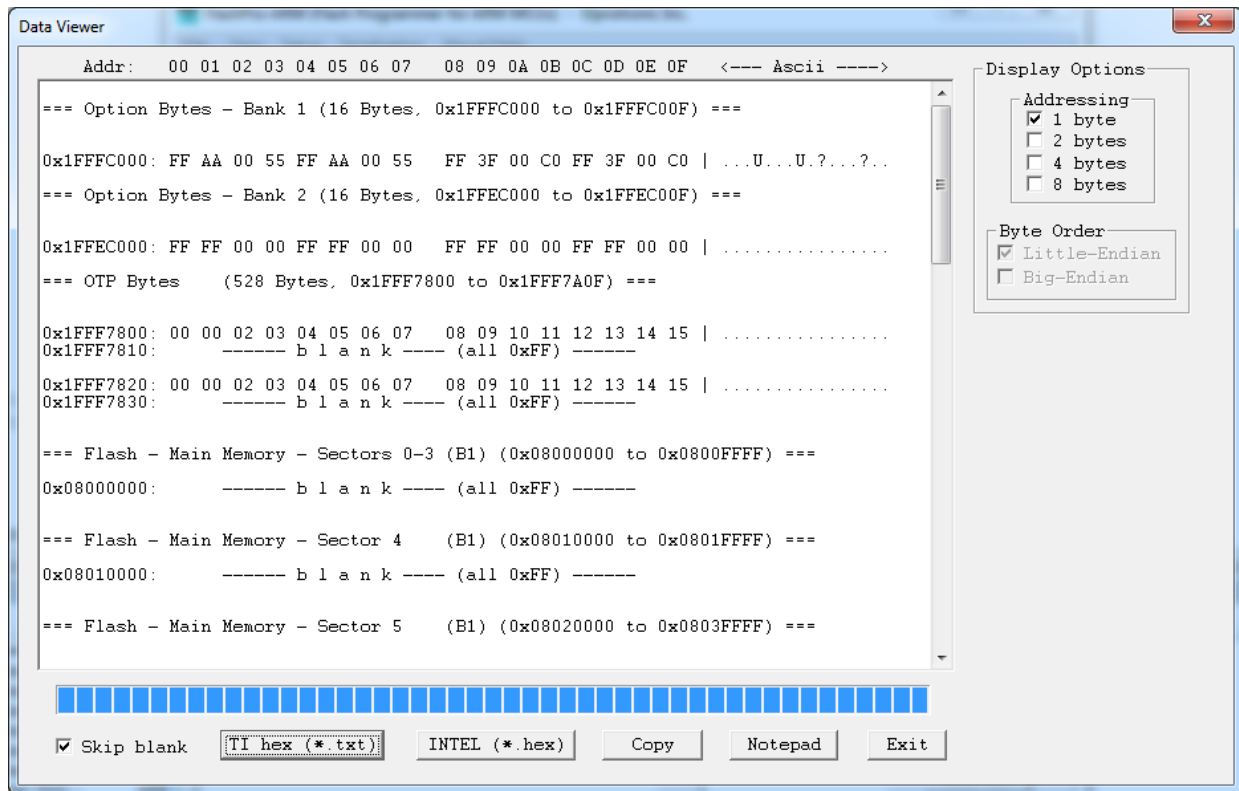 Data Viewer
Addr: 00 01 02 03 04 05 06 07 08 09 0A 0B 0C 0D 0E 0F <--- Ascii ---->
=== Option Bytes - Bank 1 (16 Bytes, 0x1FFFC000 to 0x1FFFC00F) ===
0x1FFFC000: FF AA 00 55 FF AA 00 55 FF 3F 00 C0 FF 3F 00 C0 | ...U...U.?...?..
=== Option Bytes - Bank 2 (16 Bytes, 0x1FFEC000 to 0x1FFEC00F) ===
0x1FFEC000: FF FF 00 00 FF FF 00 00 FF FF 00 00 FF FF 00 00 | ................
=== OTP Bytes (528 Bytes, 0x1FFF7800 to 0x1FFF7A0F) ===
0x1FFF7800: 00 00 02 03 04 05 06 07 08 09 10 11 12 13 14 15 | ................
0x1FFF7810: ------ b l a n k ---- (all 0xFF) ------
0x1FFF7820: 00 00 02 03 04 05 06 07 08 09 10 11 12 13 14 15 | ................
0x1FFF7830: ------ b l a n k ---- (all 0xFF) ------
=== Flash - Main Memory - Sectors 0-3 (B1) (0x08000000 to 0x0800FFFF) ===
0x08000000: ------ b l a n k ---- (all 0xFF) ------
=== Flash - Main Memory - Sector 4 (B1) (0x08010000 to 0x0801FFFF) ===
0x08010000: ------ b l a n k ---- (all 0xFF) ------
=== Flash - Main Memory - Sector 5 (B1) (0x08020000 to 0x0803FFFF) ===
Display Options
Addressing
1 byte
2 bytes
4 bytes
8 bytes
Byte Order
Little-Endian
Big-Endian
Skip blank
TI hex (*.txt)
INTEL (*.hex)
Copy
Notepad
Exit